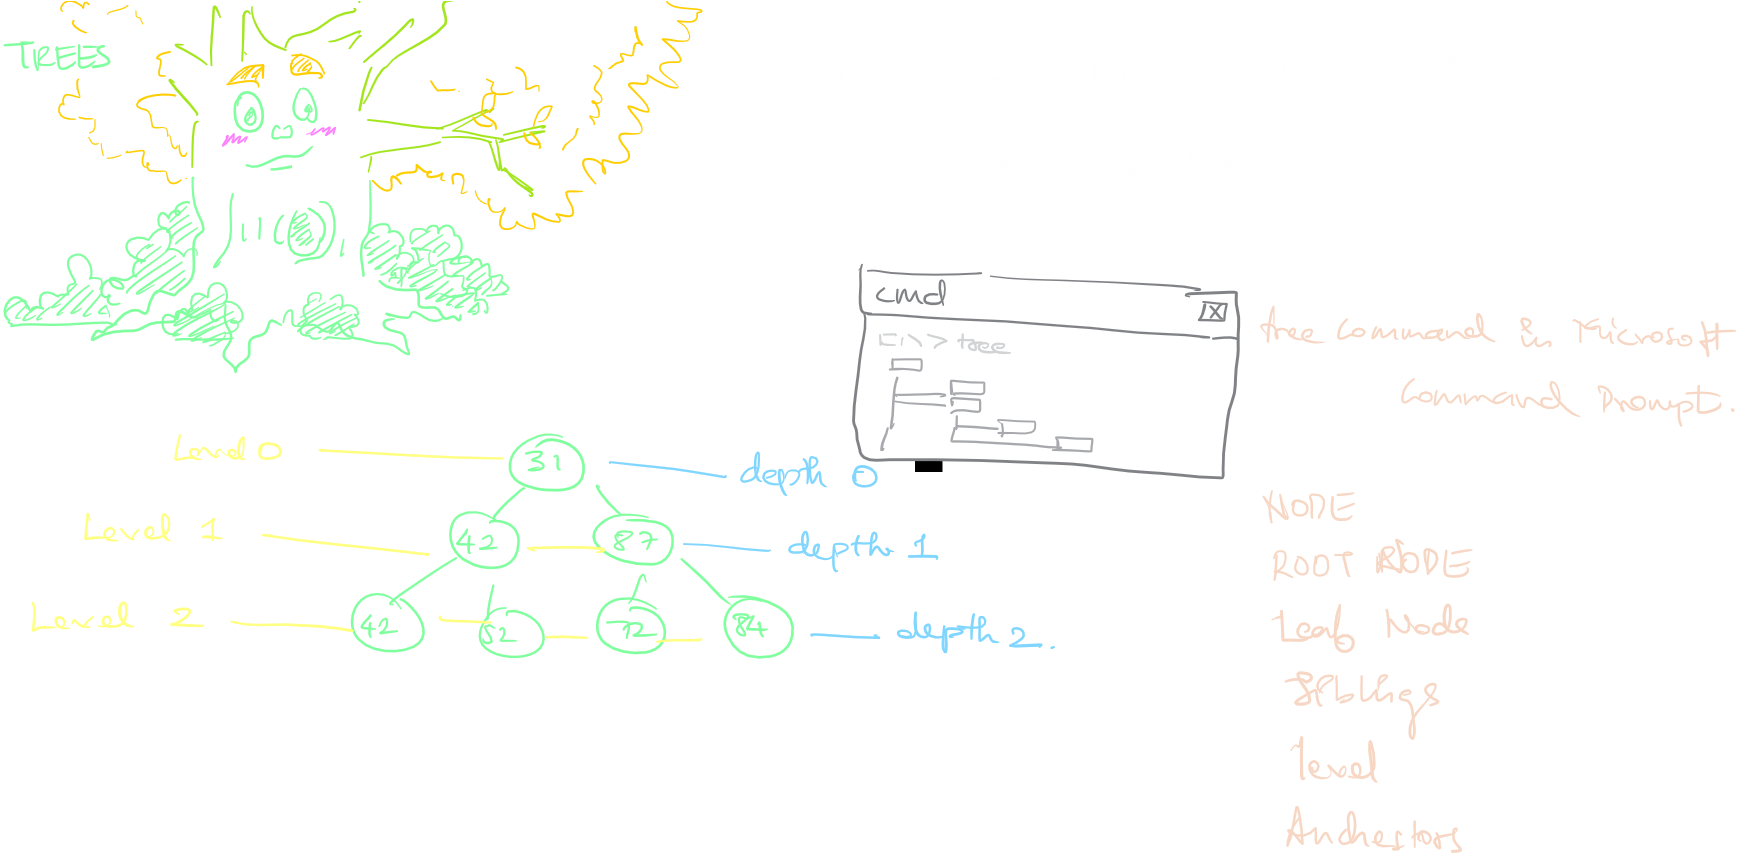 TREES
cmd
C:\> tree
tree command in Microsoft
Command Prompt.
Level 0 31 depth 0
Level 1 42 87 depth 1
Level 2 42 52 72 84 depth 2.
NODE
ROOT NODE
Leaf Node
Siblings
Level
Anchestors